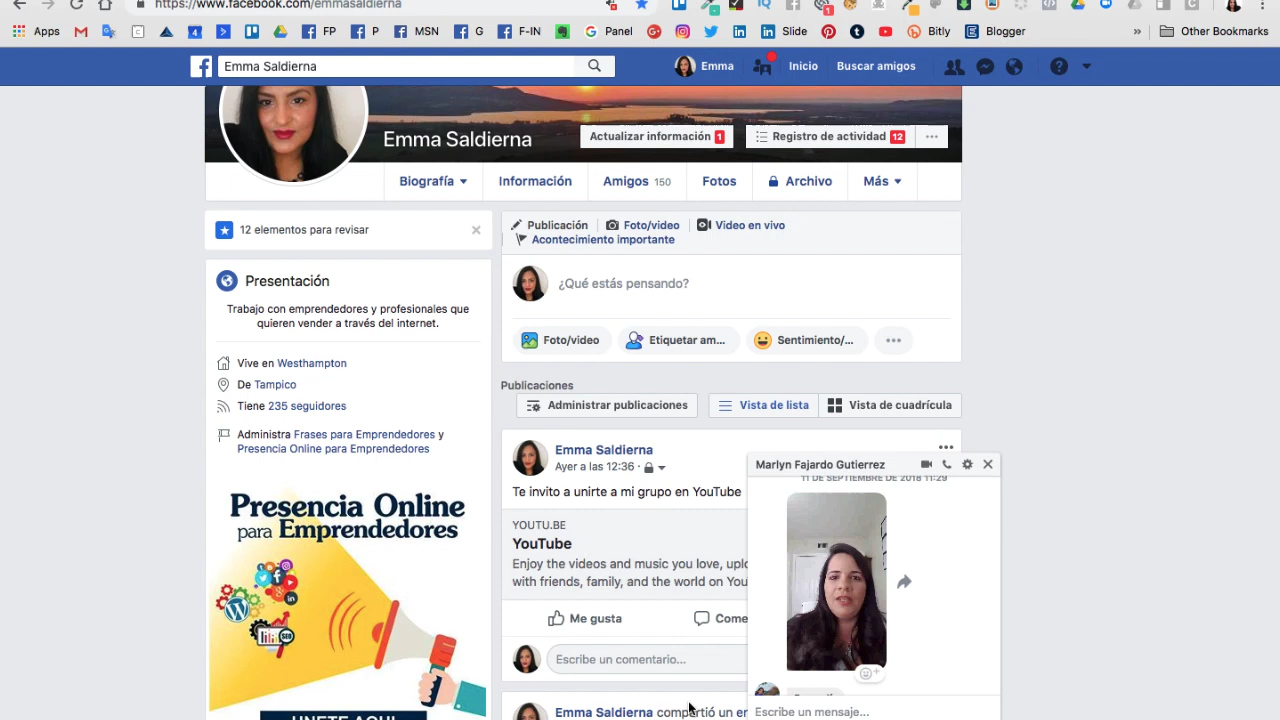 https://www.facebook.com/emmasaldierna
Apps FP P MSN G F-IN Panel Slide Bitly Blogger » Other Bookmarks
Emma Saldierna Emma Inicio Buscar amigos
Emma Saldierna Actualizar información 1 Registro de actividad 12
Biografía Información Amigos 150 Fotos Archivo Más
12 elementos para revisar
Presentación
Trabajo con emprendedores y profesionales que
quieren vender a través del internet.
Vive en Westhampton
De Tampico
Tiene 235 seguidores
Administra Frases para Emprendedores y
Presencia Online para Emprendedores
Presencia Online
para Emprendedores
SEO
UNETE AQUI
Publicación Foto/video Video en vivo
Acontecimiento importante
¿Qué estás pensando?
Foto/video Etiquetar am... Sentimiento/...
Publicaciones
Administrar publicaciones Vista de lista Vista de cuadrícula
Emma Saldierna
Ayer a las 12:36 ·
Te invito a unirte a mi grupo en YouTube
YOUTU.BE
YouTube
Enjoy the videos and music you love, uplo
with friends, family, and the world on You
Me gusta Come
Escribe un comentario...
Emma Saldierna compartió un
Marlyn Fajardo Gutierrez
11 DE SEPTIEMBRE DE 2018 11:29
Escribe un mensaje...